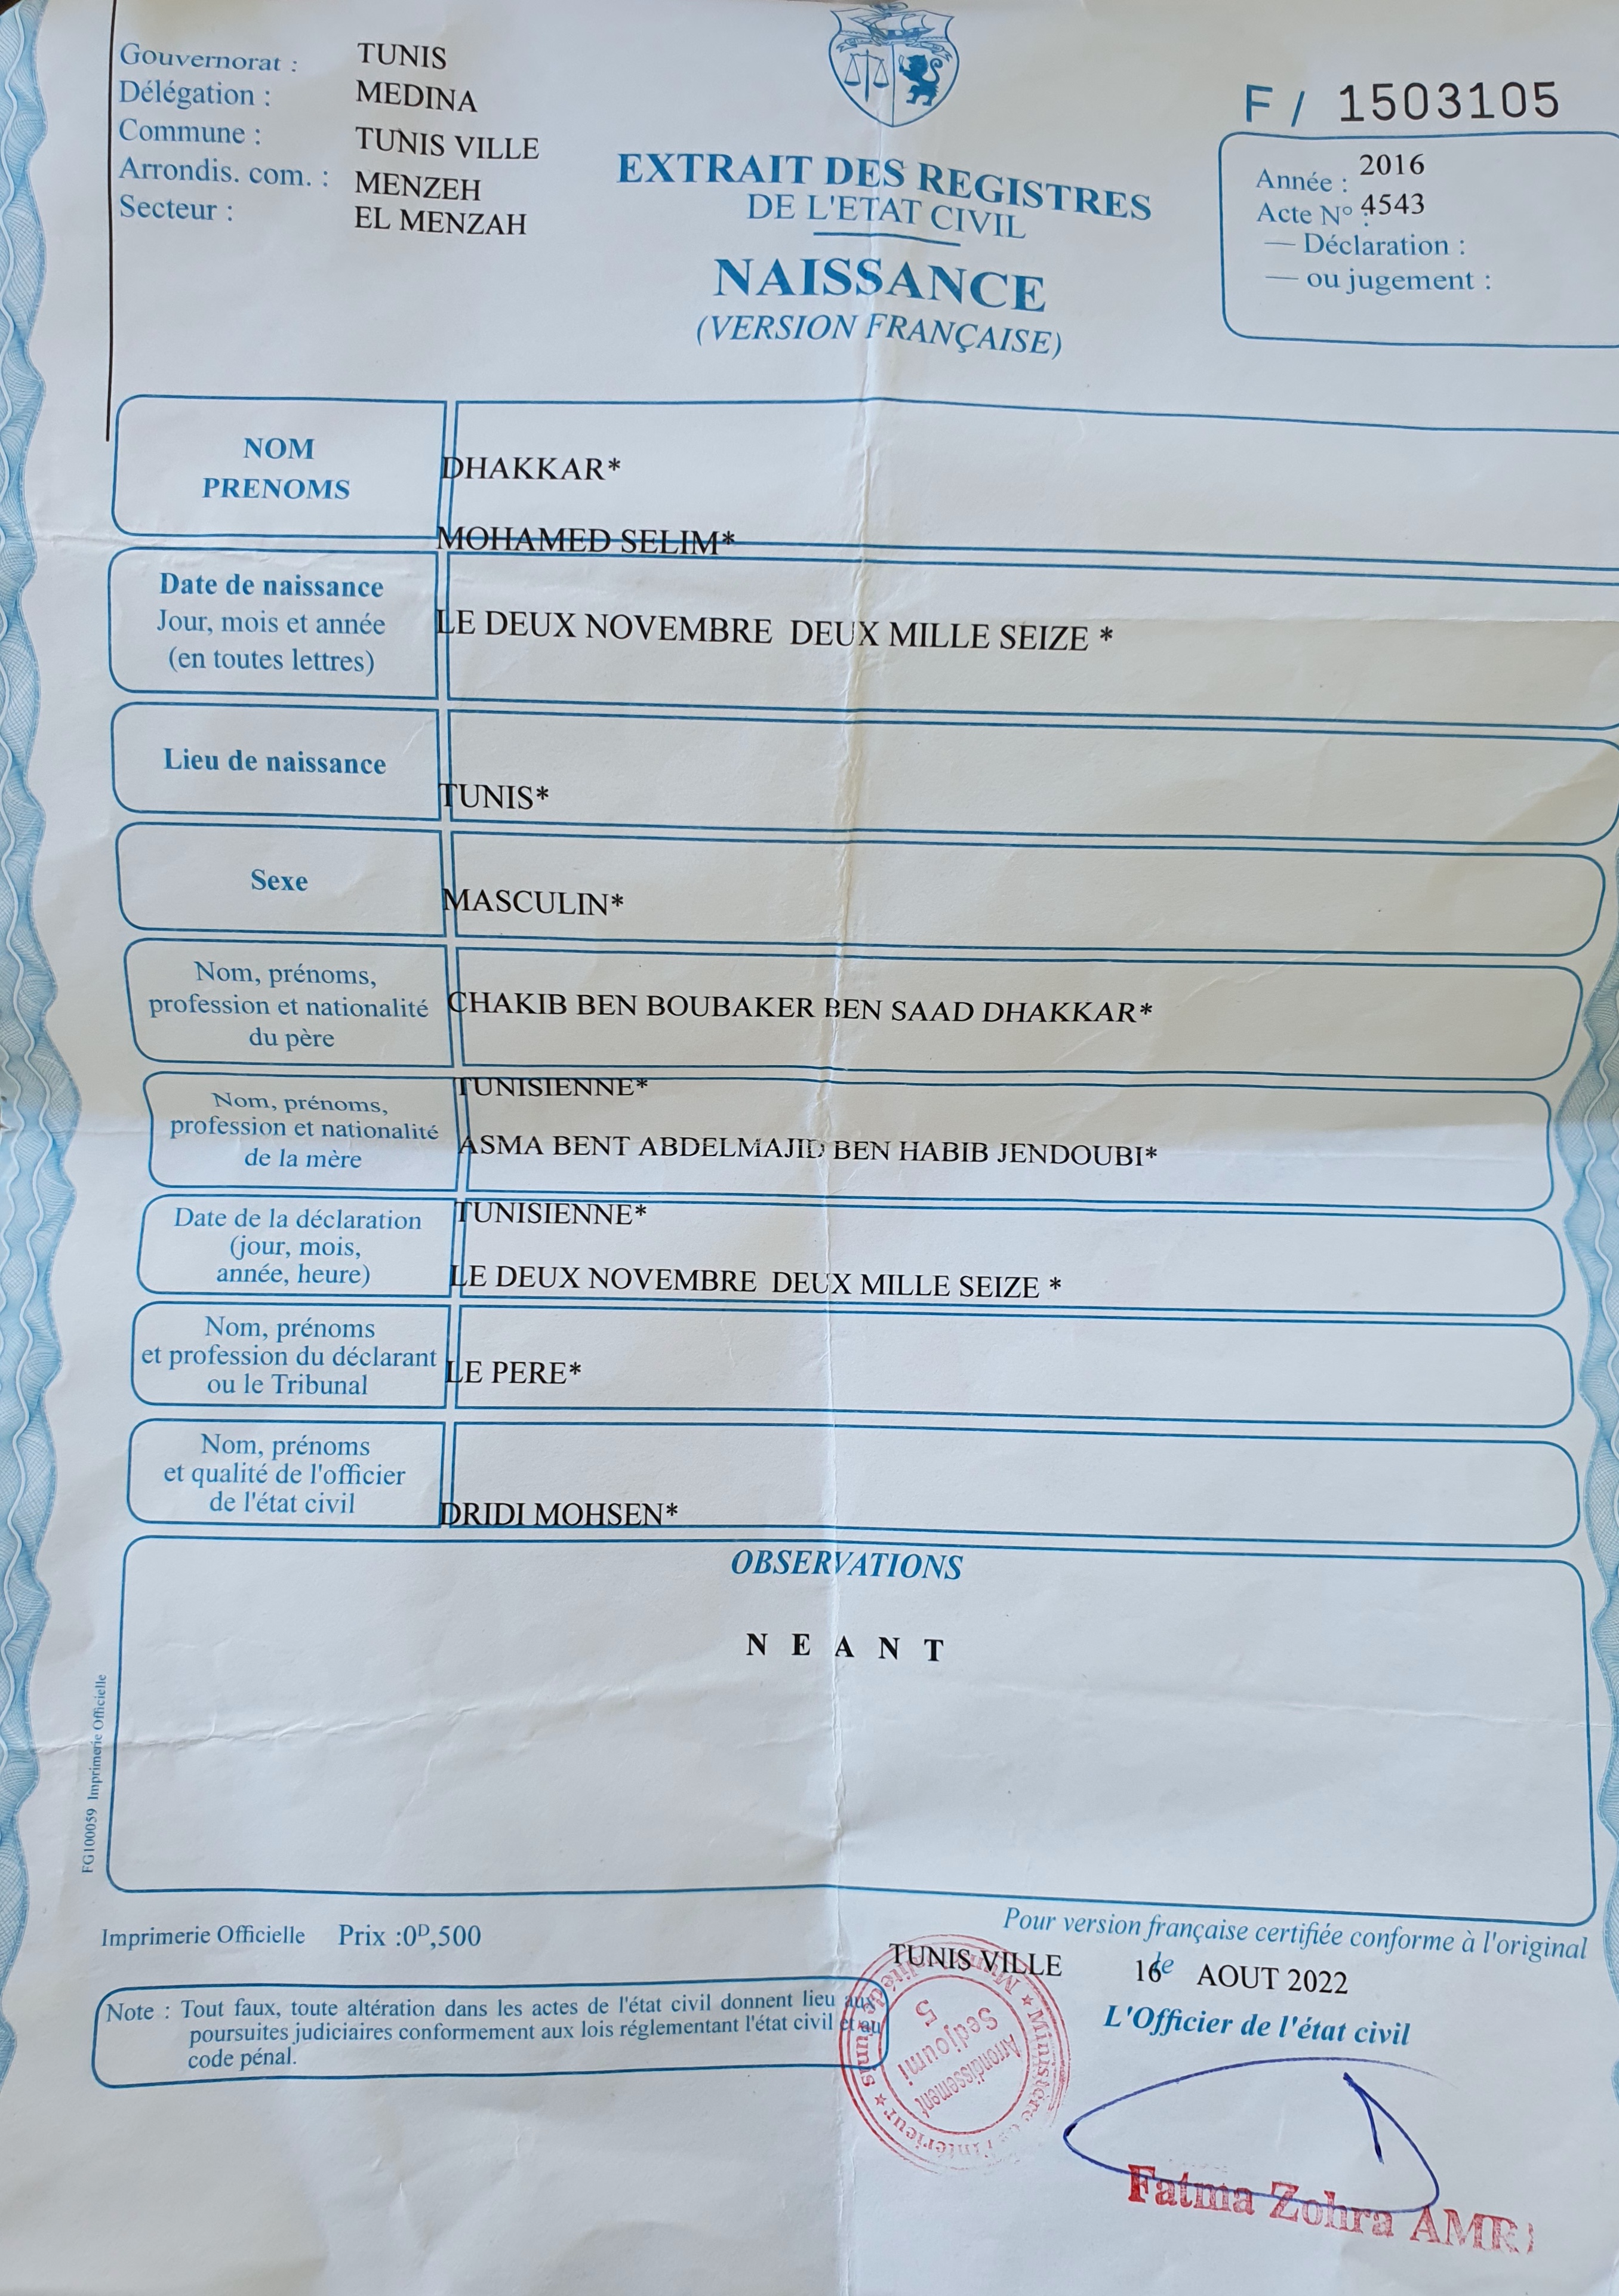 Gouvernorat : TUNIS
Délégation : MEDINA
Commune : TUNIS VILLE
Arrondis. com. : MENZEH
Secteur : EL MENZAH
EXTRAIT DES REGISTRES
DE L'ETAT CIVIL
NAISSANCE
(VERSION FRANÇAISE)
F / 1503105
Année : 2016
Acte N° : 4543
— Déclaration :
— ou jugement :
NOM
PRENOMS
DHAKKAR*
MOHAMED SELIM*
Date de naissance
Jour, mois et année
(en toutes lettres)
LE DEUX NOVEMBRE DEUX MILLE SEIZE *
Lieu de naissance
TUNIS*
Sexe
MASCULIN*
Nom, prénoms,
profession et nationalité
du père
CHAKIB BEN BOUBAKER BEN SAAD DHAKKAR*
TUNISIENNE*
Nom, prénoms,
profession et nationalité
de la mère
ASMA BENT ABDELMAJID BEN HABIB JENDOUBI*
TUNISIENNE*
Date de la déclaration
(jour, mois,
année, heure)
LE DEUX NOVEMBRE DEUX MILLE SEIZE *
Nom, prénoms
et profession du déclarant
ou le Tribunal
LE PERE*
Nom, prénoms
et qualité de l'officier
de l'état civil
DRIDI MOHSEN*
OBSERVATIONS
N E A N T
FG100059 Imprimerie Officielle
Imprimerie Officielle Prix :0ᴰ,500
Pour version française certifiée conforme à l'original
TUNIS VILLE le 16 AOUT 2022
L'Officier de l'état civil
Note : Tout faux, toute altération dans les actes de l'état civil donnent lieu aux
poursuites judiciaires conformement aux lois réglementant l'état civil et au
code pénal.
★ Ministère de l'intérieur ★ de Tunis
Arrondissement
Sedjoumi
5
Fatma Zohra AMRI